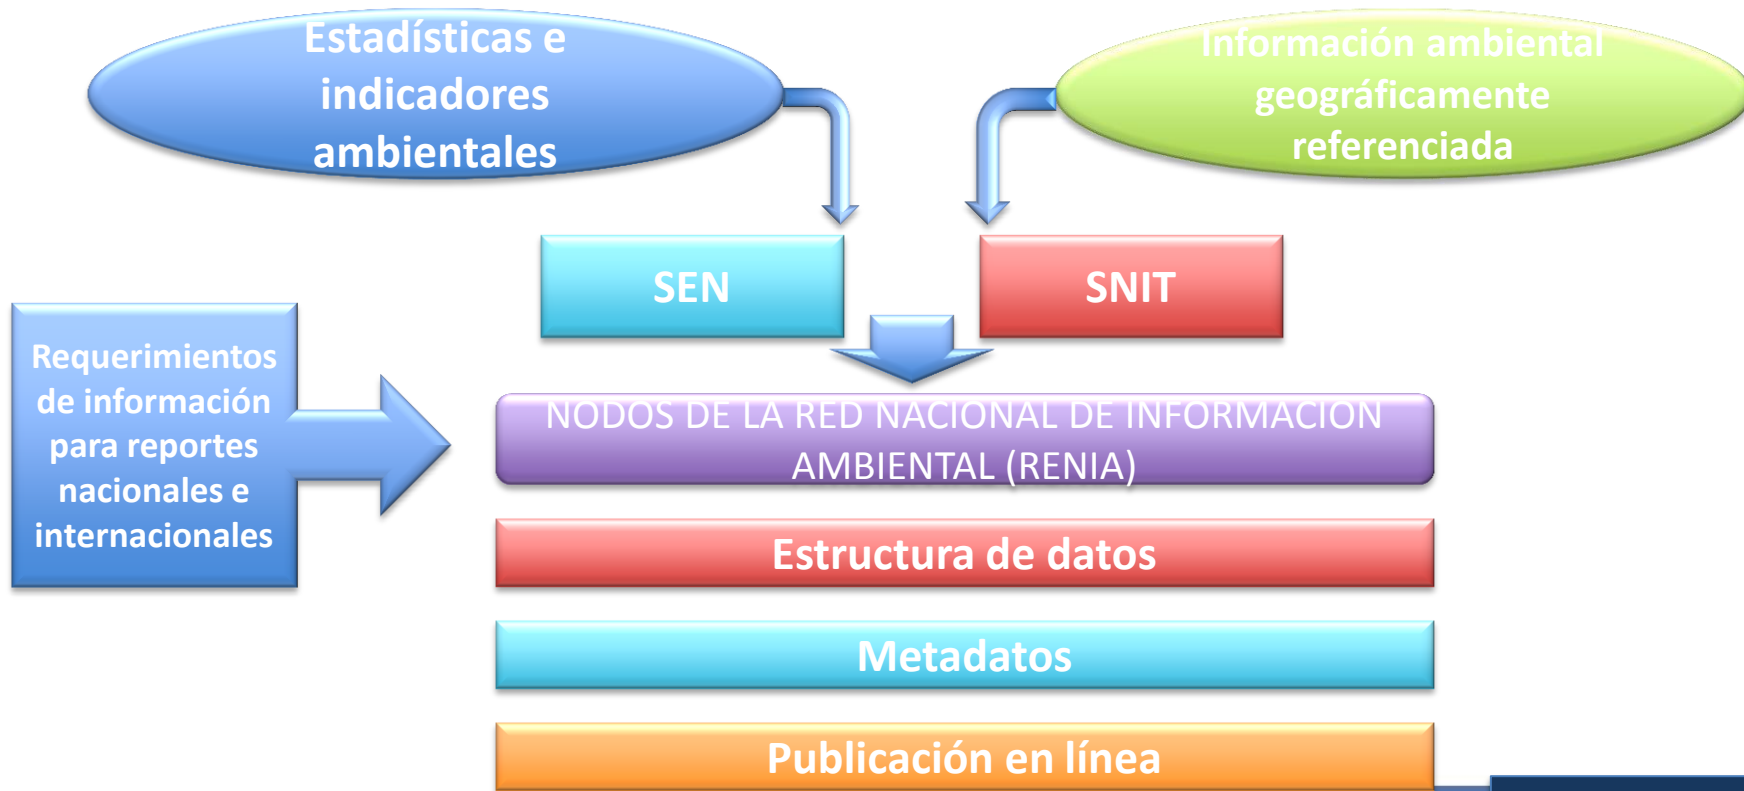 Estadísticas e
indicadores
ambientales
Información ambiental
geográficamente
referenciada
SEN
SNIT
Requerimientos
de información
para reportes
nacionales e
internacionales
NODOS DE LA RED NACIONAL DE INFORMACION
AMBIENTAL (RENIA)
Estructura de datos
Metadatos
Publicación en línea